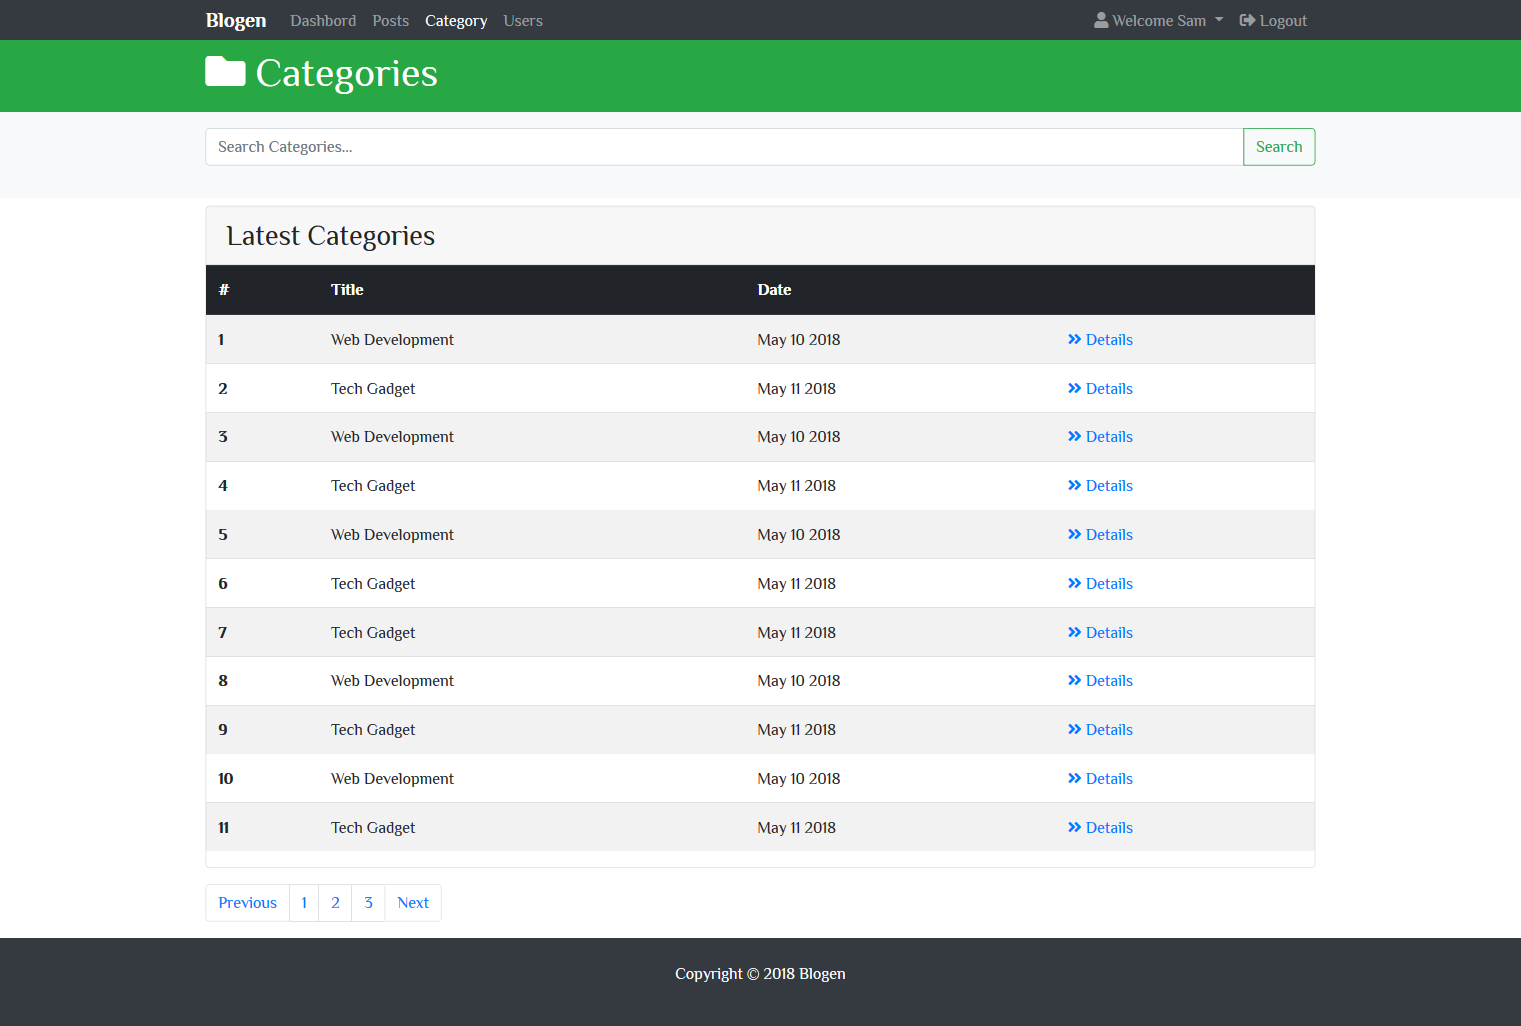 Blogen Dashbord Posts Category Users Welcome Sam Logout
Categories
Search Categories... Search
Latest Categories
# Title Date
1 Web Development May 10 2018 Details
2 Tech Gadget May 11 2018 Details
3 Web Development May 10 2018 Details
4 Tech Gadget May 11 2018 Details
5 Web Development May 10 2018 Details
6 Tech Gadget May 11 2018 Details
7 Tech Gadget May 11 2018 Details
8 Web Development May 10 2018 Details
9 Tech Gadget May 11 2018 Details
10 Web Development May 10 2018 Details
11 Tech Gadget May 11 2018 Details
Previous 1 2 3 Next
Copyright © 2018 Blogen